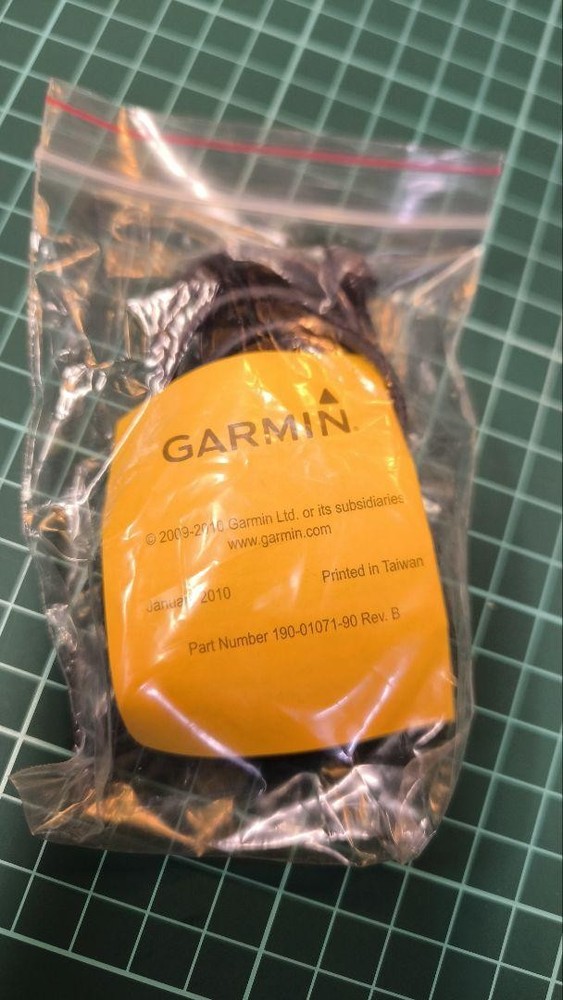 GARMIN.
© 2009-2010 Garmin Ltd. or its subsidiaries
www.garmin.com
Printed in Taiwan
January 2010
Part Number 190-01071-90 Rev. B